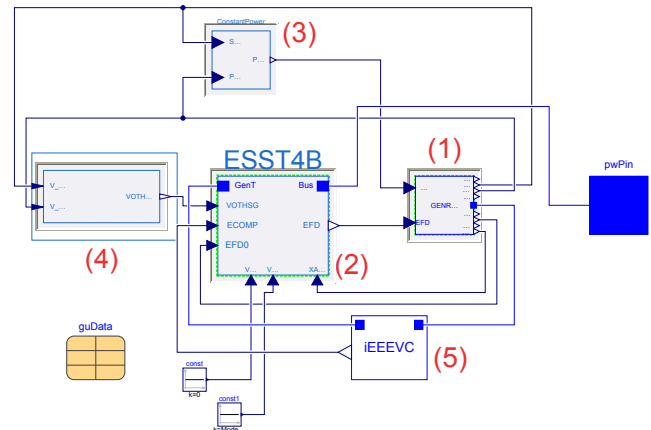 ConstantPower
(3)
S...
P...
P...
ESST4B
(1)
pwPin
V_...
VOTH...
V_...
(4)
GenT
Bus
VOTHSG
ECOMP
EFD
EFD0
V...
V...
XA...
(2)
...
...
...
...
GENR...
...
EFD
...
...
guData
iEEEVC
(5)
const
k=0
const1
k=Mode